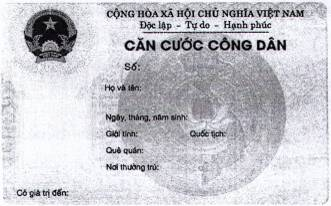 CỘNG HÒA XÃ HỘI CHỦ NGHĨA VIỆT NAM
Độc lập - Tự do - Hạnh phúc
CĂN CƯỚC CÔNG DÂN
Số:
Họ và tên:
Ngày, tháng, năm sinh:
Giới tính: Quốc tịch:
Quê quán:
Nơi thường trú:
Có giá trị đến: